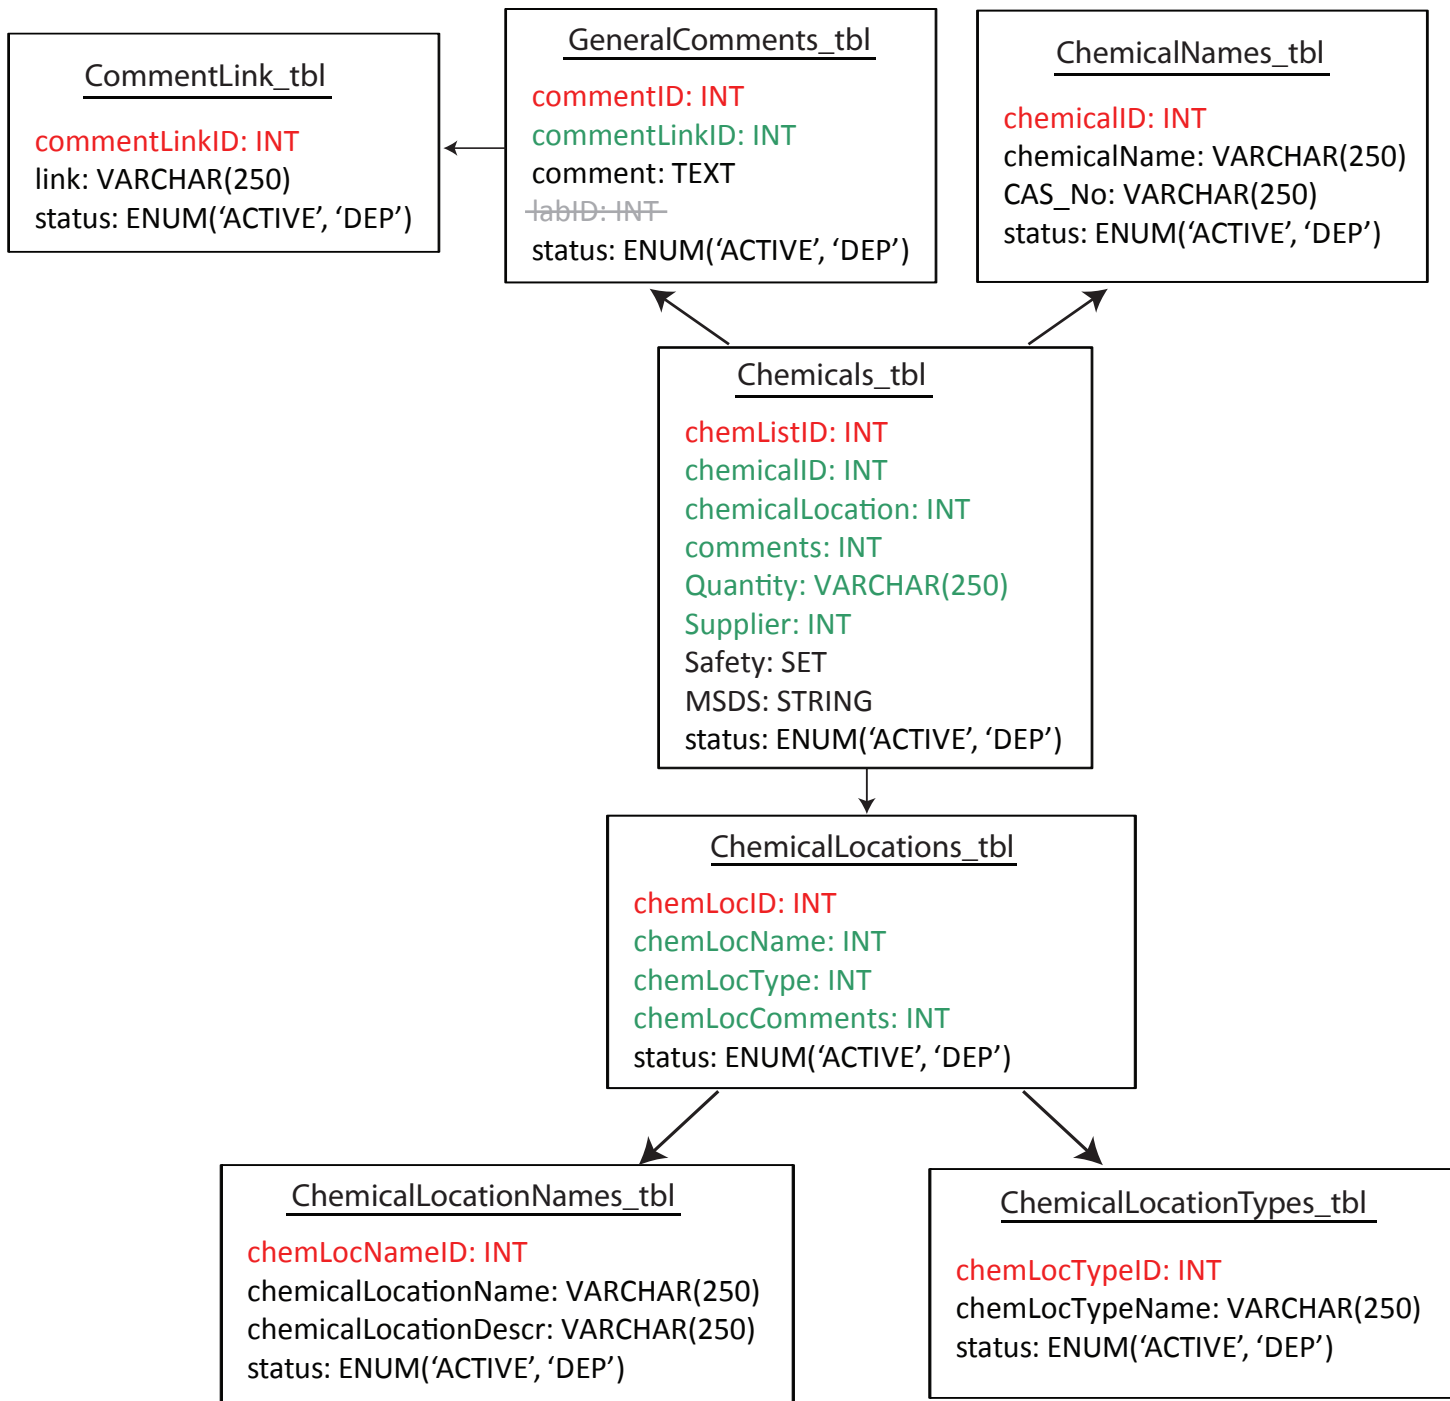 CommentLink_tbl
commentLinkID: INT
link: VARCHAR(250)
status: ENUM(‘ACTIVE’, ‘DEP’)
GeneralComments_tbl
commentID: INT
commentLinkID: INT
comment: TEXT
labID: INT
status: ENUM(‘ACTIVE’, ‘DEP’)
ChemicalNames_tbl
chemicalID: INT
chemicalName: VARCHAR(250)
CAS_No: VARCHAR(250)
status: ENUM(‘ACTIVE’, ‘DEP’)
Chemicals_tbl
chemListID: INT
chemicalID: INT
chemicalLocation: INT
comments: INT
Quantity: VARCHAR(250)
Supplier: INT
Safety: SET
MSDS: STRING
status: ENUM(‘ACTIVE’, ‘DEP’)
ChemicalLocations_tbl
chemLocID: INT
chemLocName: INT
chemLocType: INT
chemLocComments: INT
status: ENUM(‘ACTIVE’, ‘DEP’)
ChemicalLocationNames_tbl
chemLocNameID: INT
chemicalLocationName: VARCHAR(250)
chemicalLocationDescr: VARCHAR(250)
status: ENUM(‘ACTIVE’, ‘DEP’)
ChemicalLocationTypes_tbl
chemLocTypeID: INT
chemLocTypeName: VARCHAR(250)
status: ENUM(‘ACTIVE’, ‘DEP’)